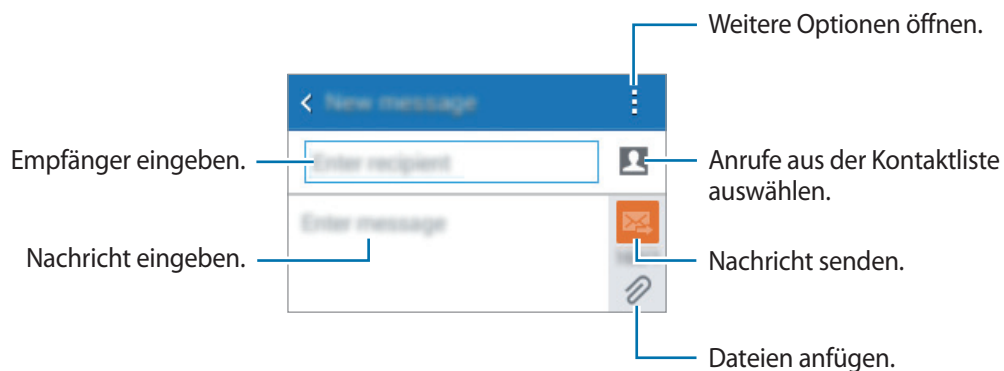 Weitere Optionen öffnen.
New message
Empfänger eingeben.
Enter recipient
Anrufe aus der Kontaktliste
auswählen.
Enter message
Nachricht eingeben.
Nachricht senden.
Dateien anfügen.